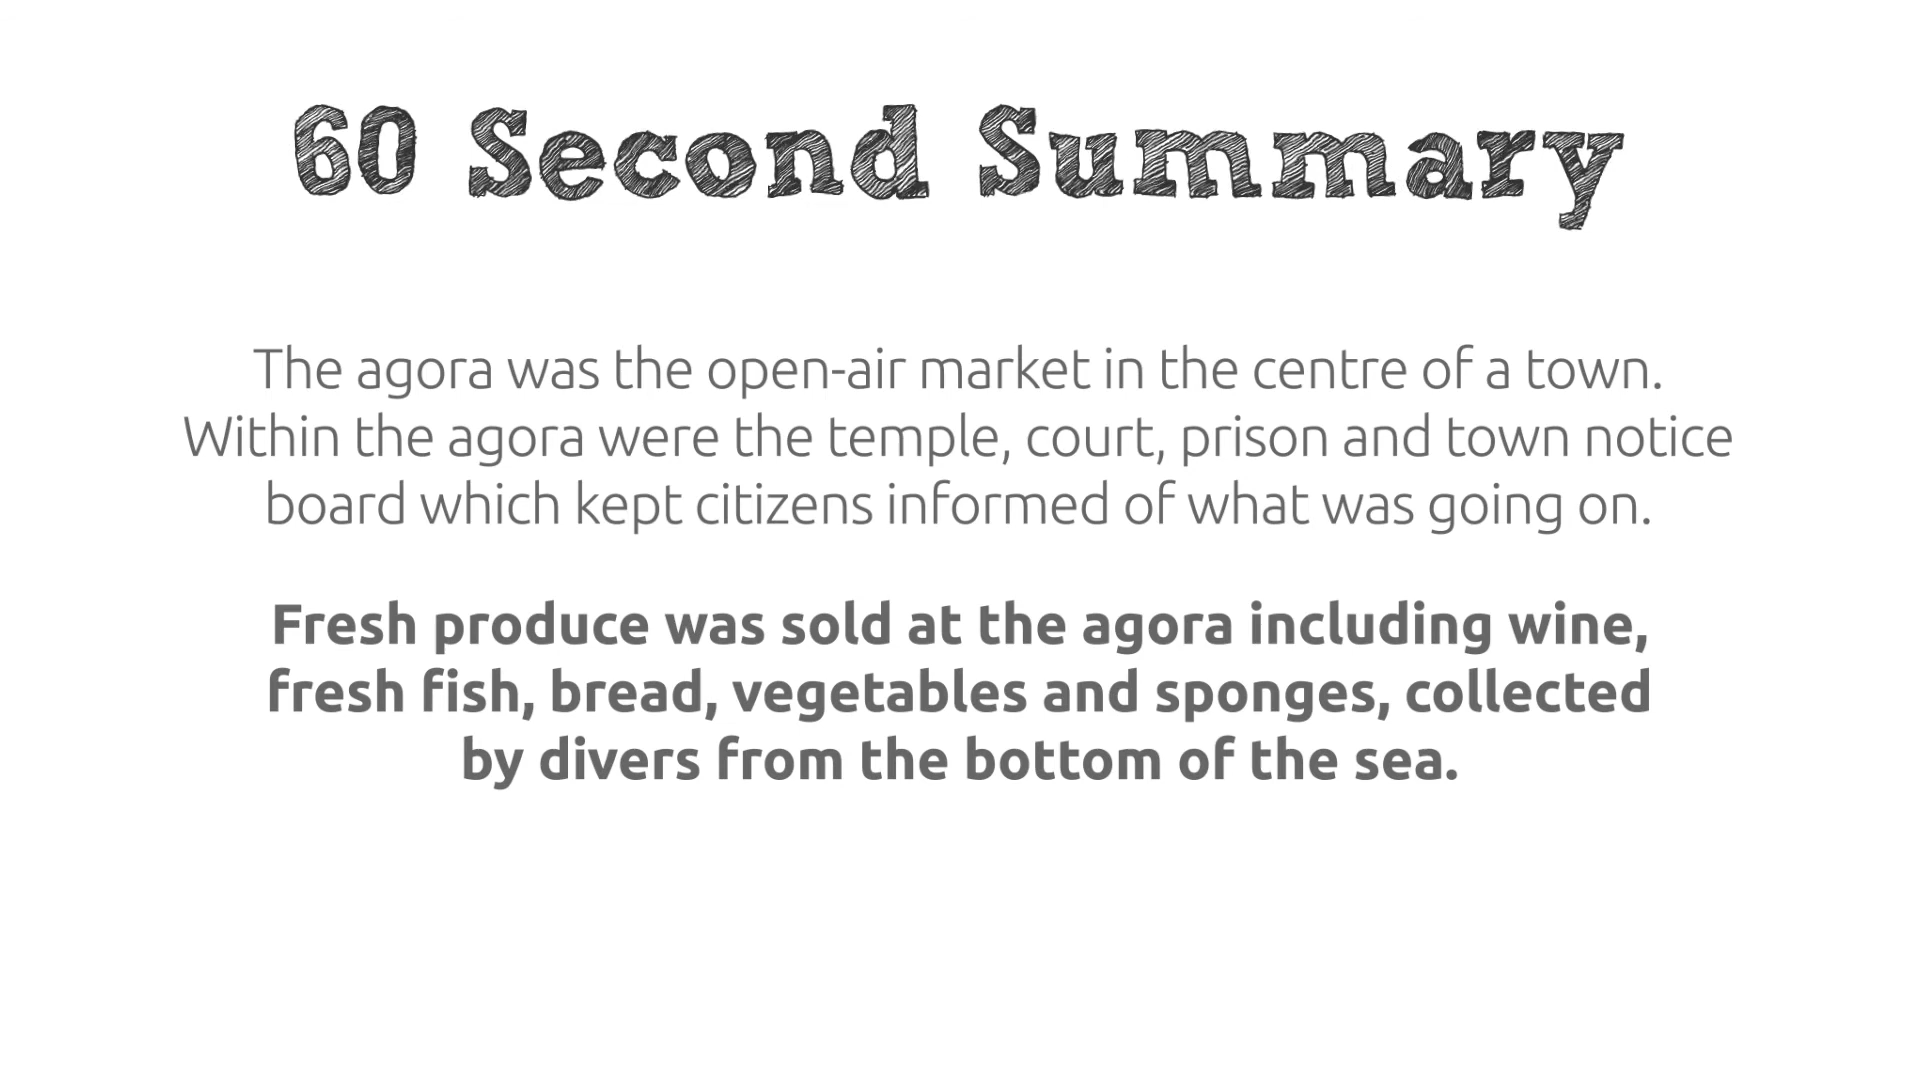 60 Second Summary
The agora was the open-air market in the centre of a town.
Within the agora were the temple, court, prison and town notice
board which kept citizens informed of what was going on.
Fresh produce was sold at the agora including wine,
fresh fish, bread, vegetables and sponges, collected
by divers from the bottom of the sea.